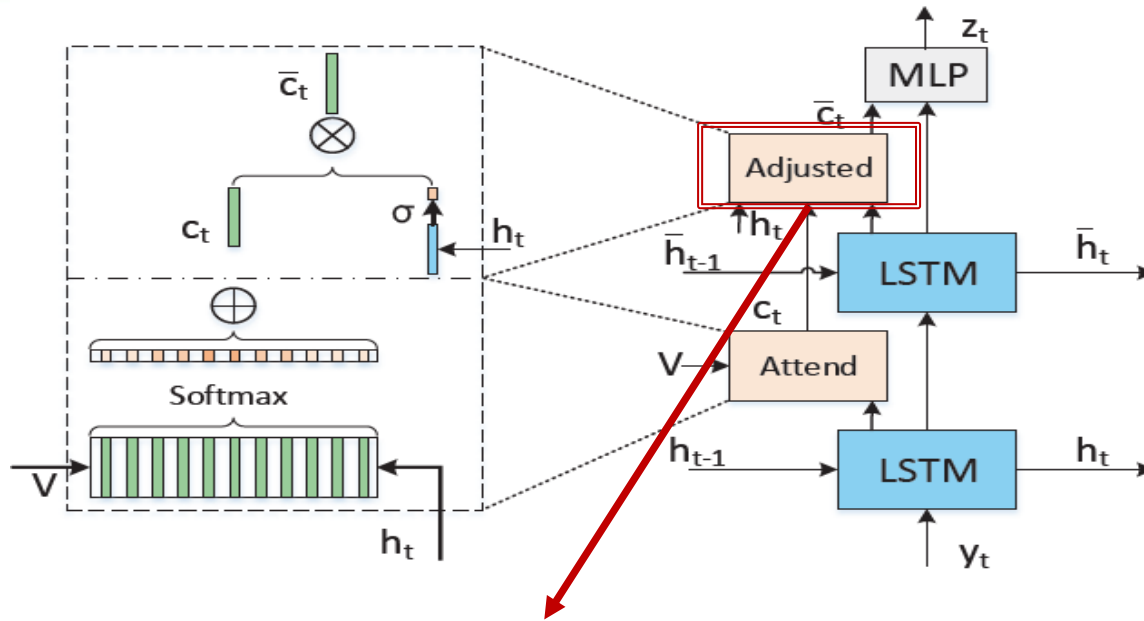 z_t
MLP
c̄_t
c̄_t
Adjusted
c_t
σ
h_t
h_t
h̄_{t-1}
h̄_t
LSTM
c_t
V
Attend
Softmax
h_{t-1}
h_t
LSTM
V
h_t
y_t